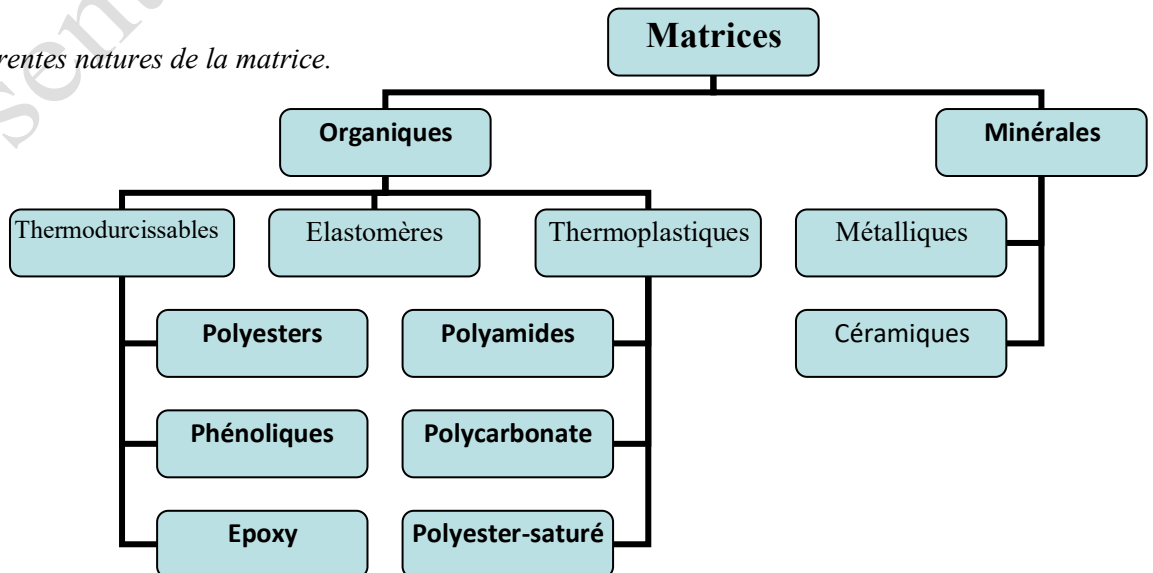 Matrices
rentes natures de la matrice.
Organiques
Minérales
Thermodurcissables
Elastomères
Thermoplastiques
Métalliques
Polyesters
Polyamides
Céramiques
Phénoliques
Polycarbonate
Epoxy
Polyester-saturé